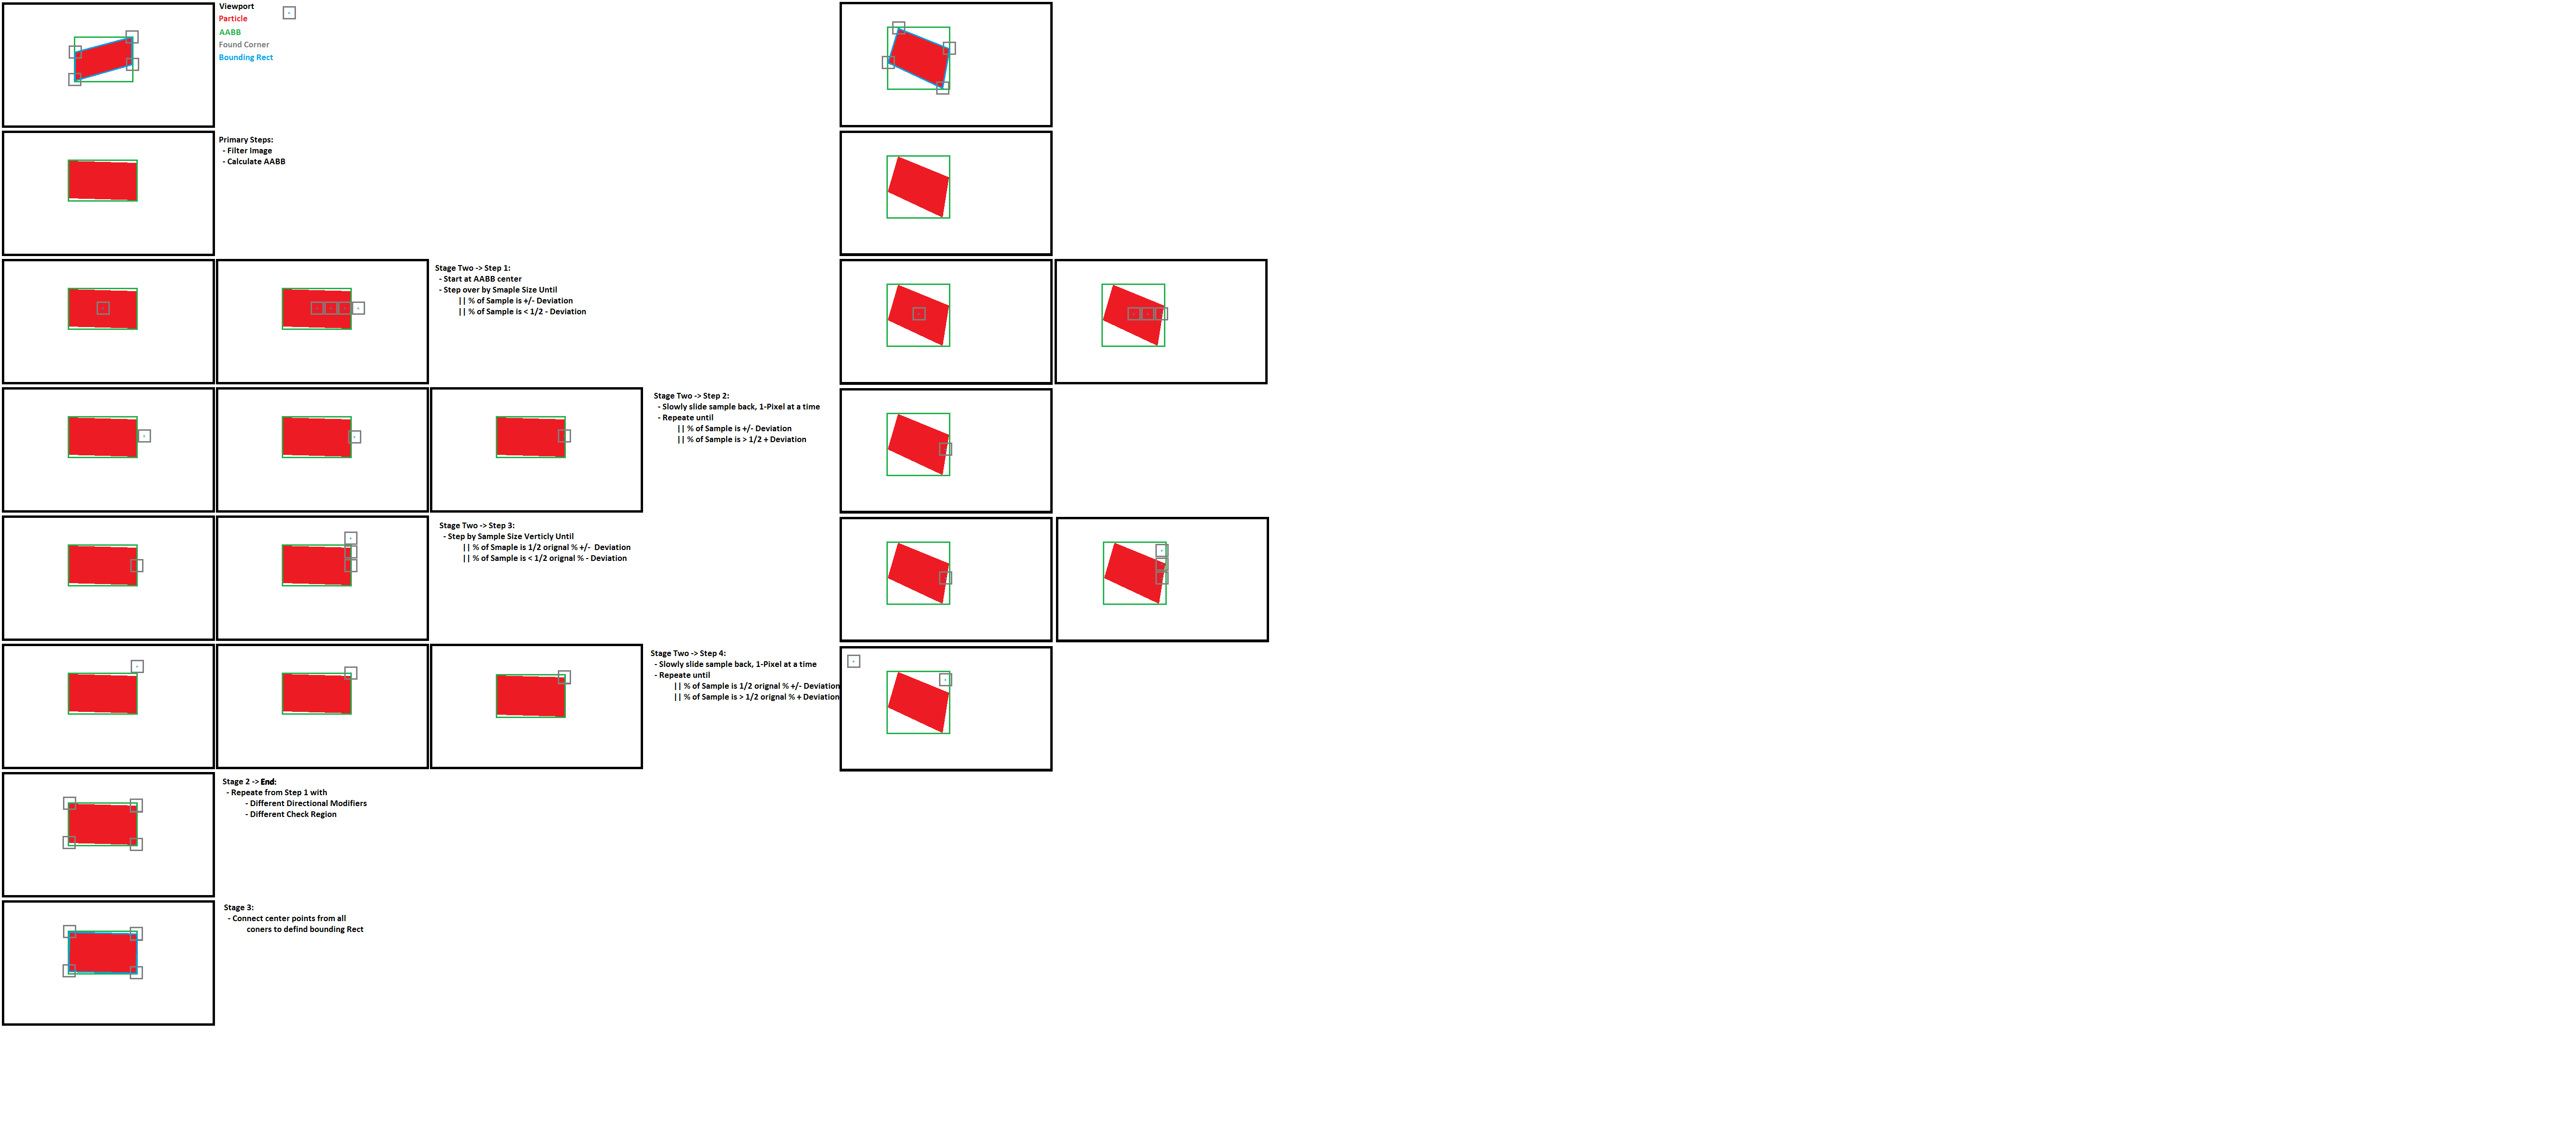 Viewport
Particle
AABB
Found Corner
Bounding Rect
Primary Steps:
- Filter Image
- Calculate AABB
Stage Two -> Step 1:
- Start at AABB center
- Step over by Smaple Size Until
|| % of Sample is +/- Deviation
|| % of Sample is < 1/2 - Deviation
Stage Two -> Step 2:
- Slowly slide sample back, 1-Pixel at a time
- Repeate until
|| % of Sample is +/- Deviation
|| % of Sample is > 1/2 + Deviation
Stage Two -> Step 3:
- Step by Sample Size Verticly Until
|| % of Smaple is 1/2 orignal % +/- Deviation
|| % of Sample is < 1/2 orignal % - Deviation
Stage Two -> Step 4:
- Slowly slide sample back, 1-Pixel at a time
- Repeate until
|| % of Sample is 1/2 orignal % +/- Deviation
|| % of Sample is > 1/2 orignal % + Deviation
Stage 2 -> End:
- Repeate from Step 1 with
- Different Directional Modifiers
- Different Check Region
Stage 3:
- Connect center points from all
coners to defind bounding Rect